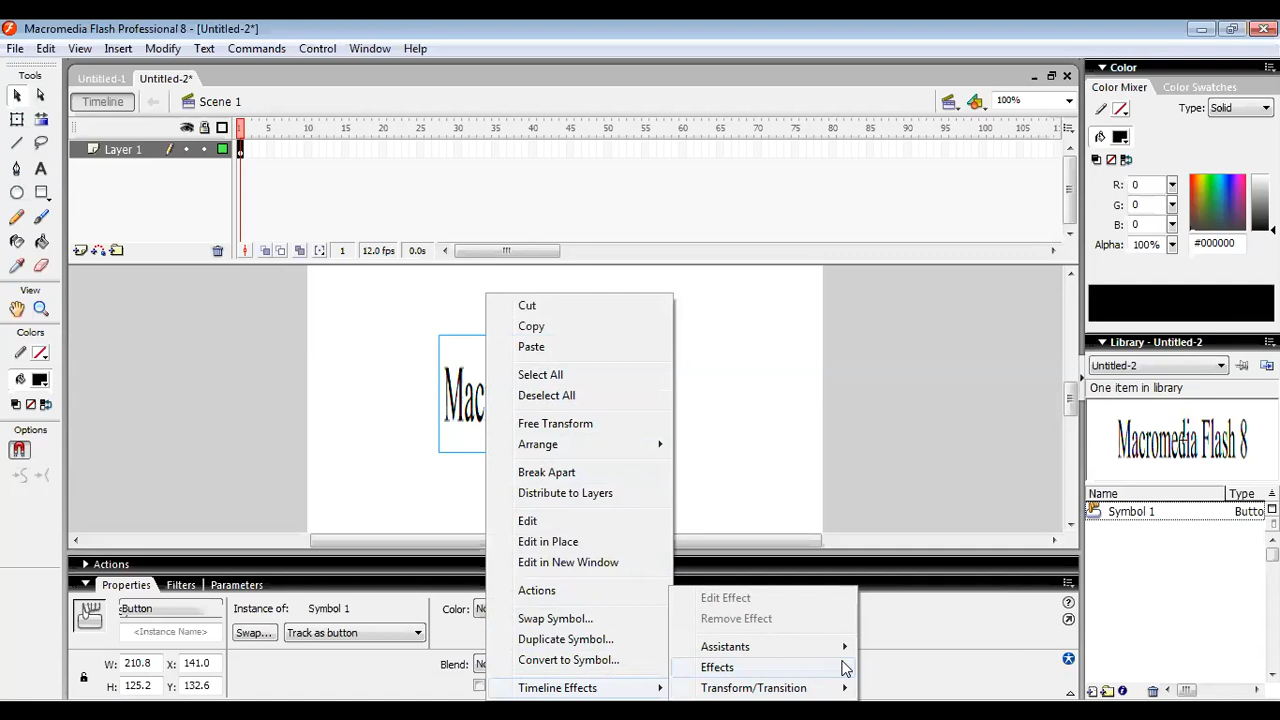 Macromedia Flash Professional 8 - [Untitled-2*]
File Edit View Insert Modify Text Commands Control Window Help
Tools
Untitled-1 Untitled-2*
Timeline Scene 1 100%
1 5 10 15 20 25 30 35 40 45 50 55 60 65 70 75 80 85 90 95 100 105
Layer 1
1 12.0 fps 0.0s
View
Colors
Options
Color
Color Mixer Color Swatches
Type: Solid
R: 0
G: 0
B: 0
Alpha: 100% #000000
Library - Untitled-2
Untitled-2
One item in library
Macromedia Flash 8
Name Type
Symbol 1 Butto
Mac
Cut
Copy
Paste
Select All
Deselect All
Free Transform
Arrange
Break Apart
Distribute to Layers
Edit
Edit in Place
Edit in New Window
Actions
Swap Symbol...
Duplicate Symbol...
Convert to Symbol...
Timeline Effects
Edit Effect
Remove Effect
Assistants
Effects
Transform/Transition
Actions
Properties Filters Parameters
Button
<Instance Name>
Instance of: Symbol 1
Swap... Track as button
Color:
Blend:
W: 210.8 X: 141.0
H: 125.2 Y: 132.6